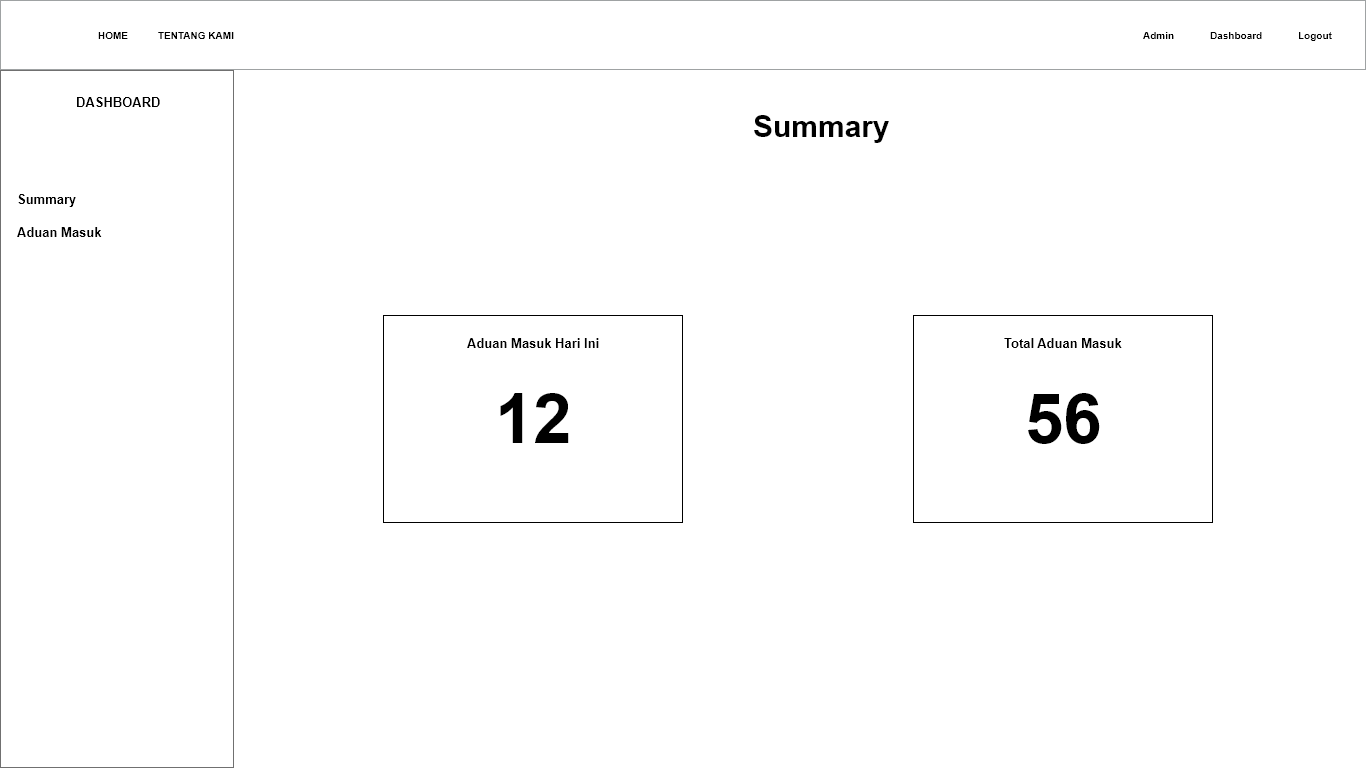 HOME TENTANG KAMI Admin Dashboard Logout
DASHBOARD
Summary
Aduan Masuk
Summary
Aduan Masuk Hari Ini
12
Total Aduan Masuk
56